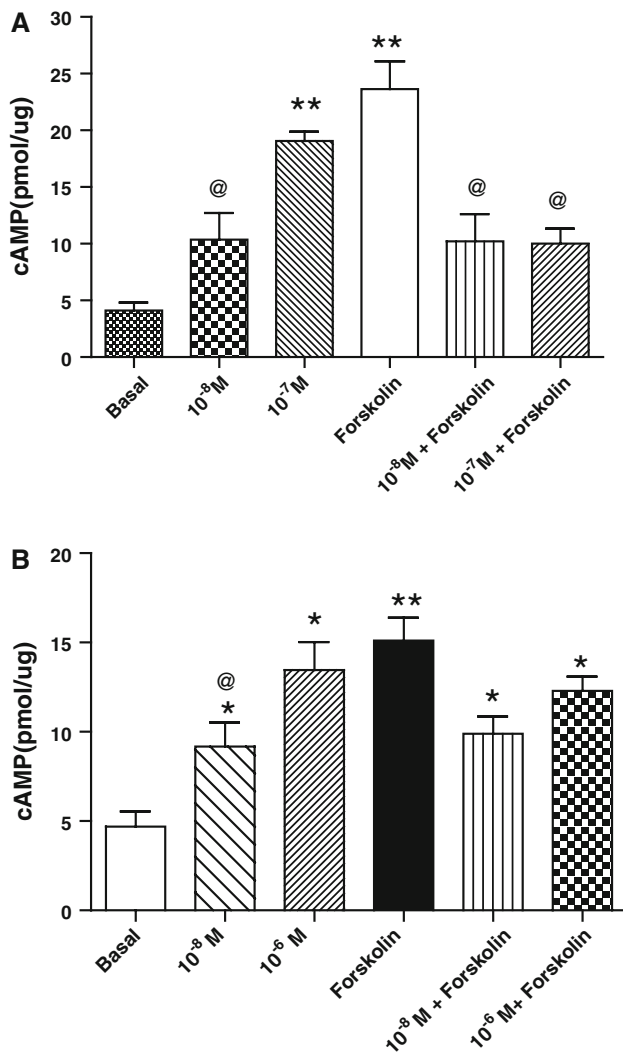 A
cAMP(pmol/ug)
30
25
20
15
10
5
0
@
**
**
@
@
Basal
10⁻⁸M
10⁻⁷M
Forskolin
10⁻⁸M + Forskolin
10⁻⁷M + Forskolin
B
cAMP(pmol/ug)
20
15
10
5
0
@
*
*
**
*
*
Basal
10⁻⁸ M
10⁻⁶ M
Forskolin
10⁻⁸ M + Forskolin
10⁻⁶ M+ Forskolin